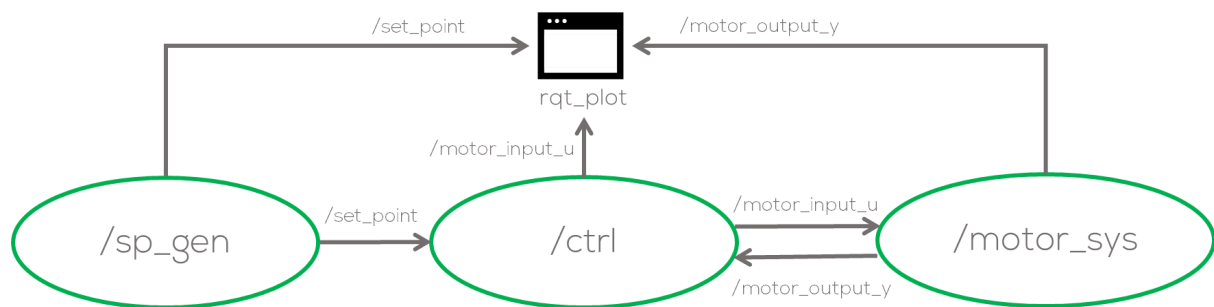 /set_point
/motor_output_y
rqt_plot
/motor_input_u
/sp_gen
/set_point
/ctrl
/motor_input_u
/motor_output_y
/motor_sys